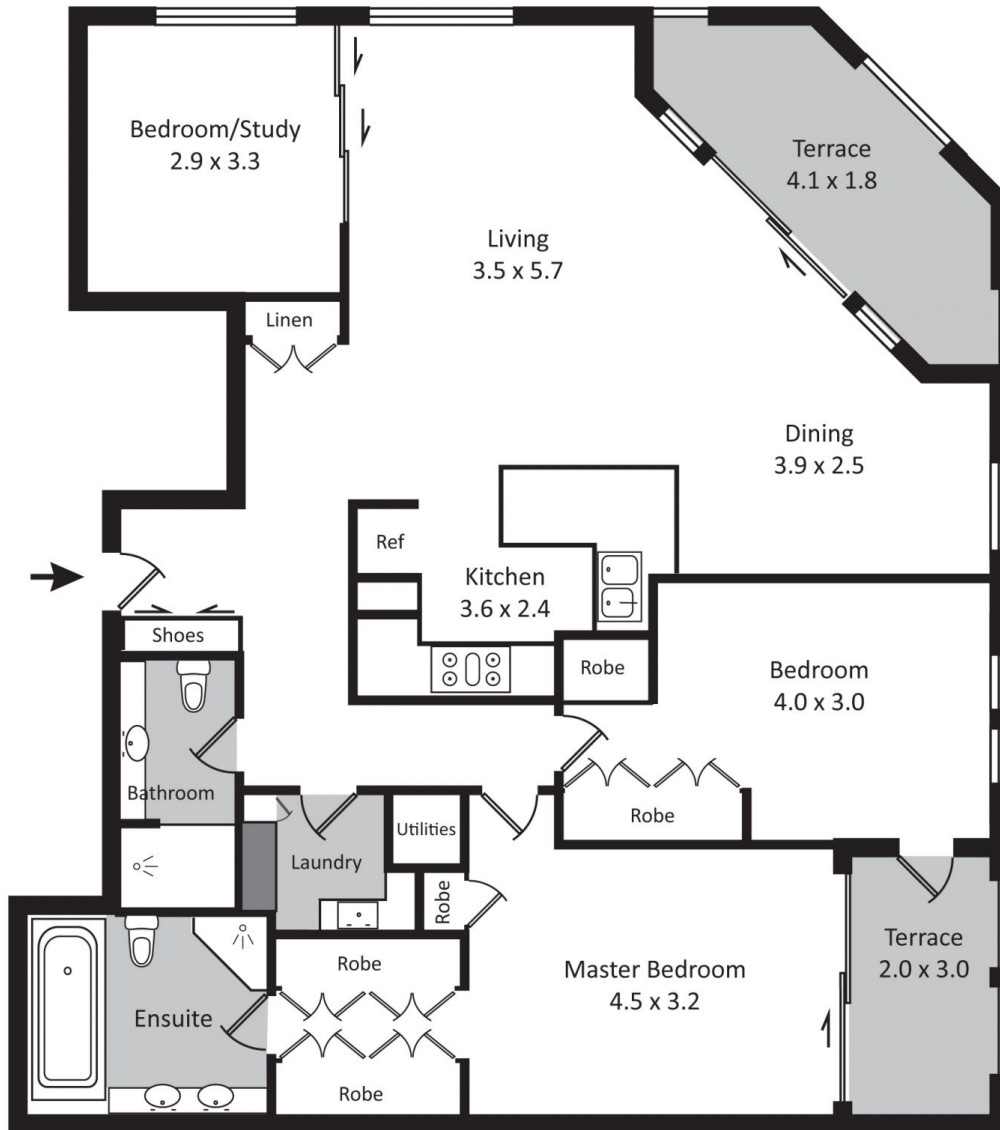 Bedroom/Study
2.9 x 3.3
Terrace
4.1 x 1.8
Living
3.5 x 5.7
Linen
Dining
3.9 x 2.5
Ref
Kitchen
3.6 x 2.4
Shoes
Robe
Bedroom
4.0 x 3.0
Bathroom
Robe
Utilities
Laundry
Robe
Terrace
2.0 x 3.0
Robe
Master Bedroom
4.5 x 3.2
Ensuite
Robe